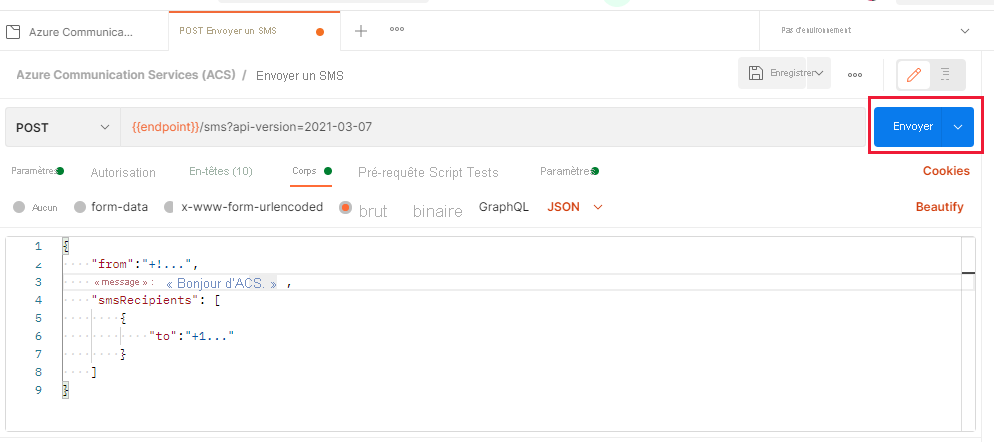 Azure Communica... POST Envoyer un SMS Pas d'environnement
Azure Communication Services (ACS) / Envoyer un SMS Enregistrer
POST {{endpoint}}/sms?api-version=2021-03-07 Envoyer
Paramètres Autorisation En-têtes (10) Corps Pré-requête Script Tests Paramètres Cookies
Aucun form-data x-www-form-urlencoded brut binaire GraphQL JSON Beautify
1 {
2 "from":"+!...",
3 « message » : « Bonjour d'ACS. » ,
4 "smsRecipients": [
5 {
6 "to":"+1..."
7 }
8 ]
9 }